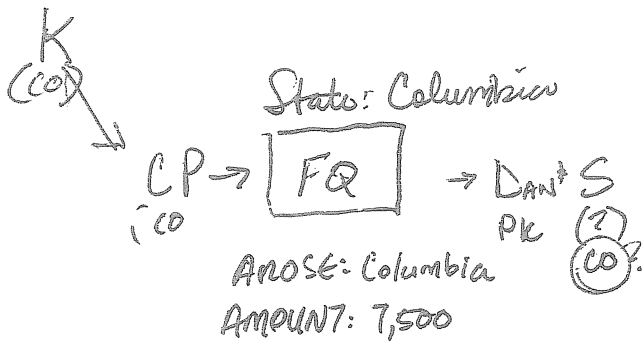 K
(CO)
State: Columbia
CP → FQ → DAN + S
CO PK (?)
CO?
AROSE: Columbia
AMOUNT: 7,500